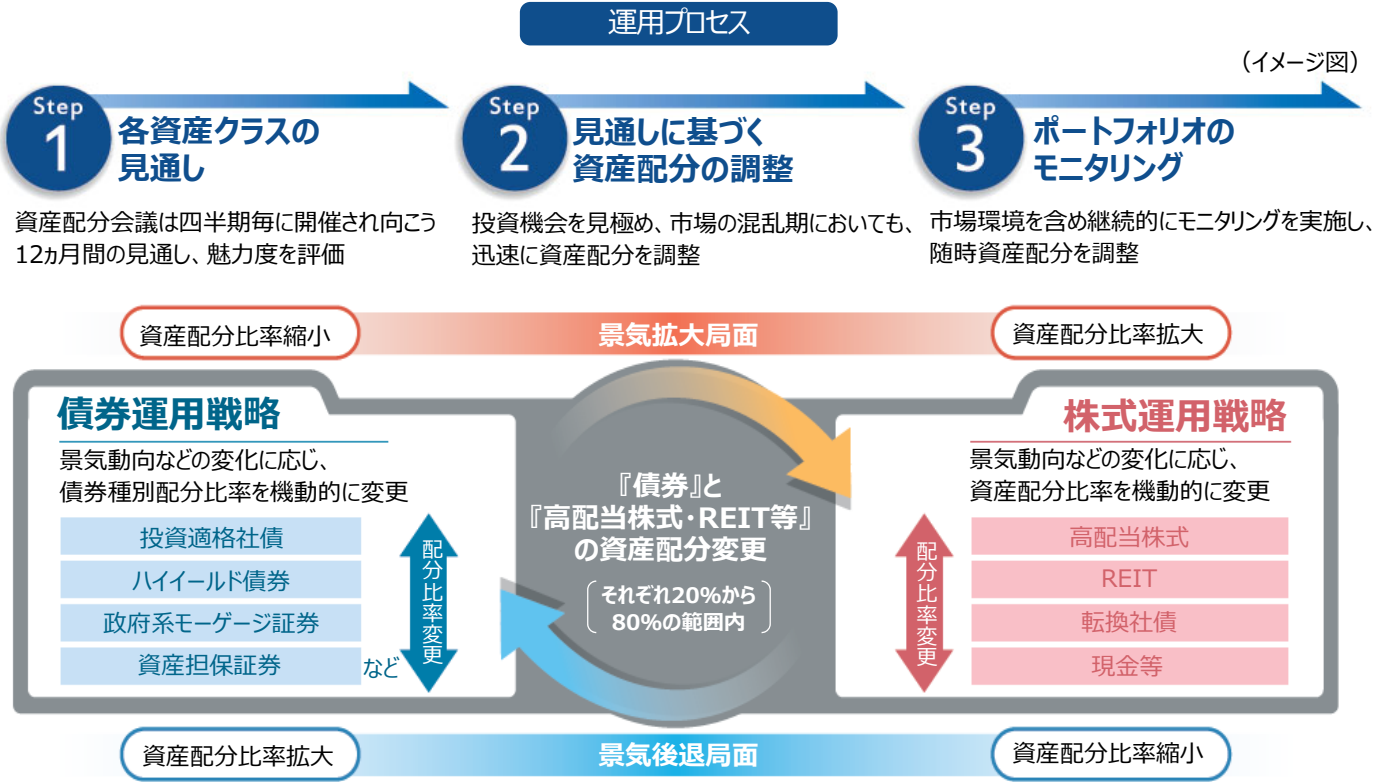 運用プロセス
（イメージ図）
Step
1
各資産クラスの
見通し
資産配分会議は四半期毎に開催され向こう
12ヵ月間の見通し、魅力度を評価
Step
2
見通しに基づく
資産配分の調整
投資機会を見極め、市場の混乱期においても、
迅速に資産配分を調整
Step
3
ポートフォリオの
モニタリング
市場環境を含め継続的にモニタリングを実施し、
随時資産配分を調整
資産配分比率縮小
景気拡大局面
資産配分比率拡大
債券運用戦略
景気動向などの変化に応じ、
債券種別配分比率を機動的に変更
投資適格社債
ハイイールド債券
政府系モーゲージ証券
資産担保証券
など
配分比率変更
『債券』と
『高配当株式・REIT等』
の資産配分変更
それぞれ20%から
80%の範囲内
株式運用戦略
景気動向などの変化に応じ、
資産配分比率を機動的に変更
配分比率変更
高配当株式
REIT
転換社債
現金等
資産配分比率拡大
景気後退局面
資産配分比率縮小